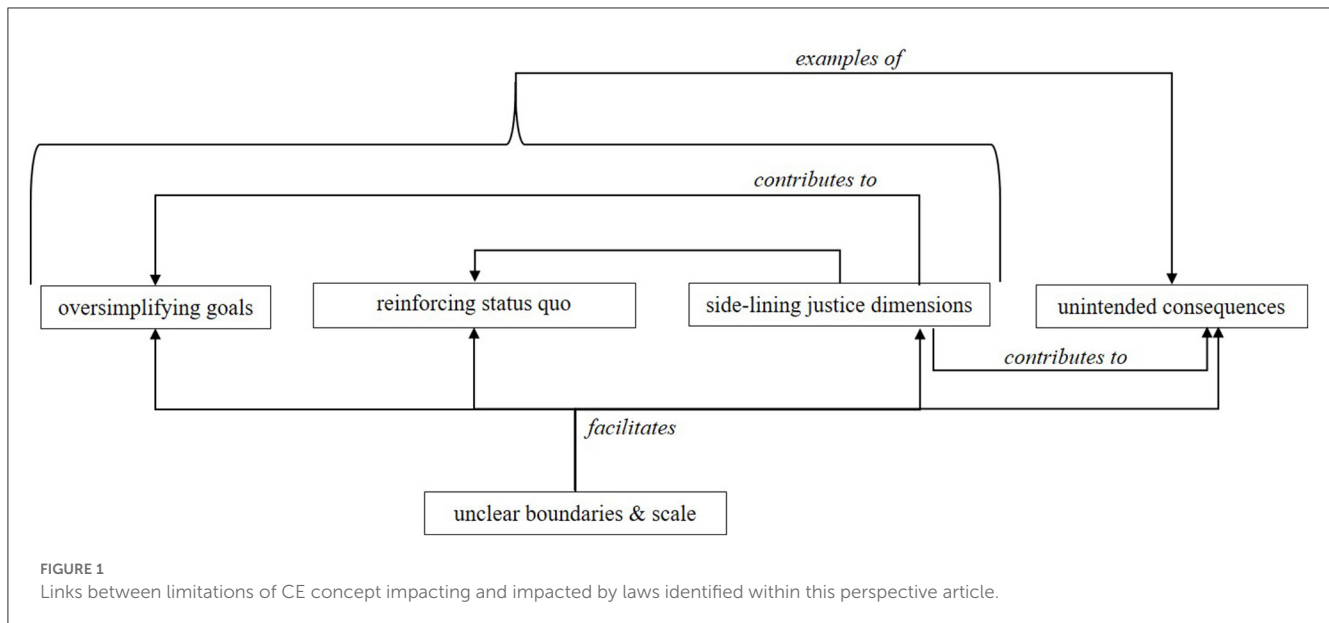 examples of
contributes to
oversimplifying goals
reinforcing status quo
side-lining justice dimensions
unintended consequences
contributes to
facilitates
unclear boundaries & scale
FIGURE 1
Links between limitations of CE concept impacting and impacted by laws identified within this perspective article.